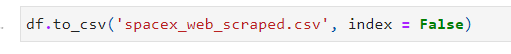 df.to_csv('spacex_web_scraped.csv', index = False)